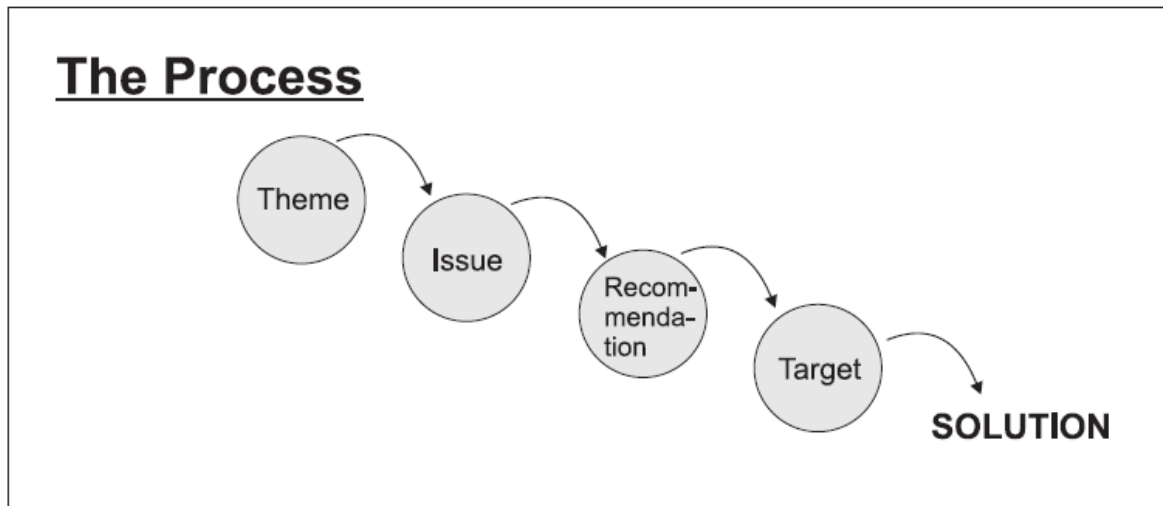 The Process
Theme
Issue
Recom-
menda-
tion
Target
SOLUTION